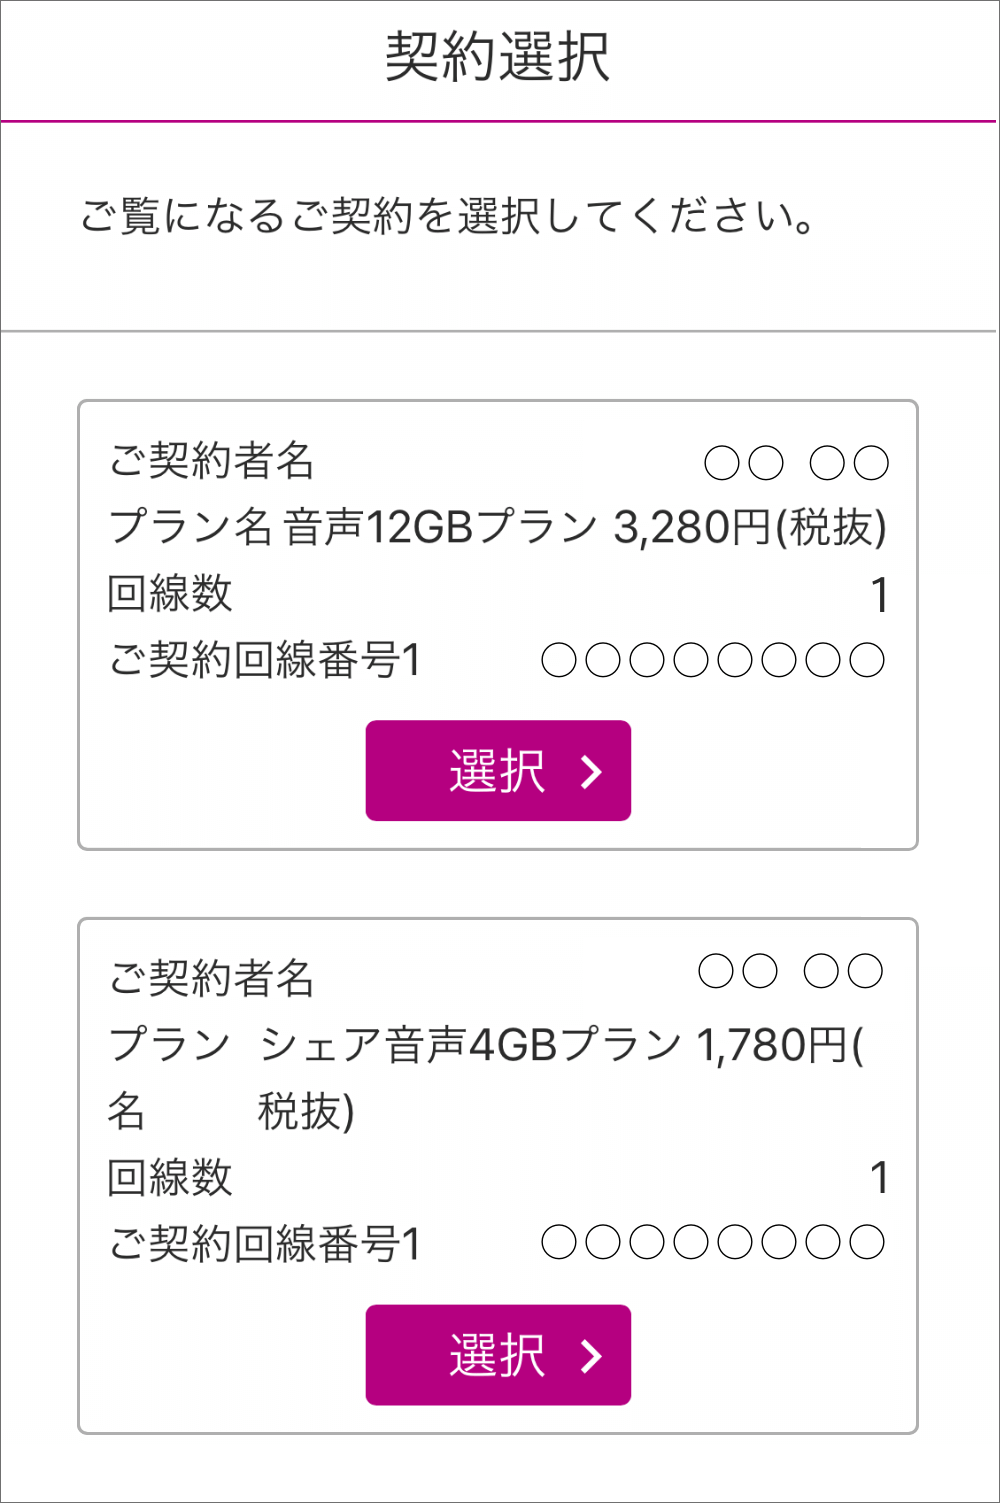 契約選択
ご覧になるご契約を選択してください。
ご契約者名 ○○ ○○
プラン名 音声12GBプラン 3,280円(税抜)
回線数 1
ご契約回線番号1 ○○○○○○○○
選択
ご契約者名 ○○ ○○
プラン シェア音声4GBプラン 1,780円(
名 税抜)
回線数 1
ご契約回線番号1 ○○○○○○○○
選択